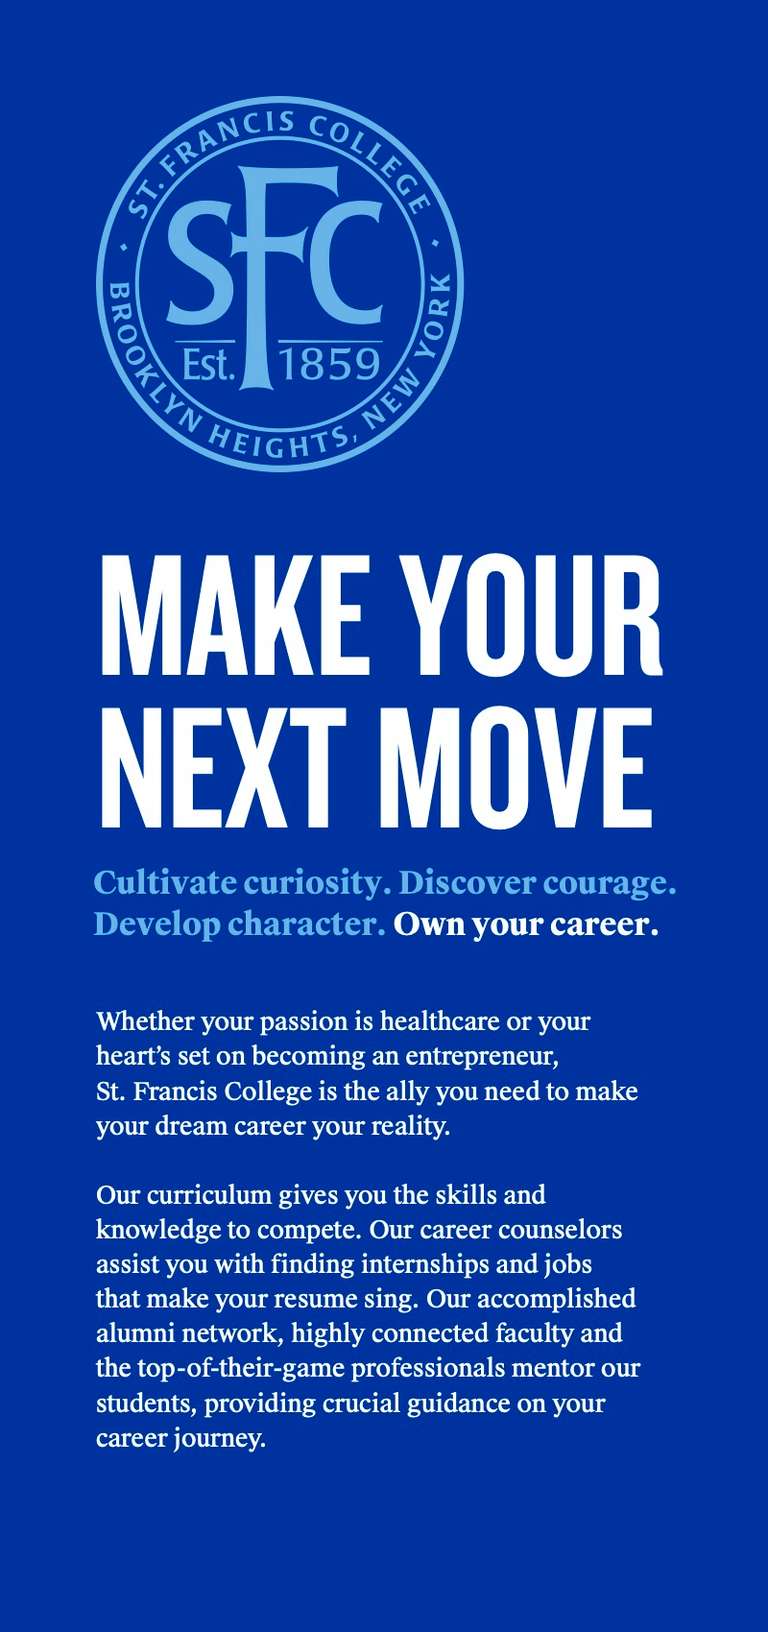 ST. FRANCIS COLLEGE
SFC
Est. 1859
BROOKLYN HEIGHTS, NEW YORK
MAKE YOUR
NEXT MOVE
Cultivate curiosity. Discover courage.
Develop character. Own your career.
Whether your passion is healthcare or your
heart’s set on becoming an entrepreneur,
St. Francis College is the ally you need to make
your dream career your reality.
Our curriculum gives you the skills and
knowledge to compete. Our career counselors
assist you with finding internships and jobs
that make your resume sing. Our accomplished
alumni network, highly connected faculty and
the top-of-their-game professionals mentor our
students, providing crucial guidance on your
career journey.